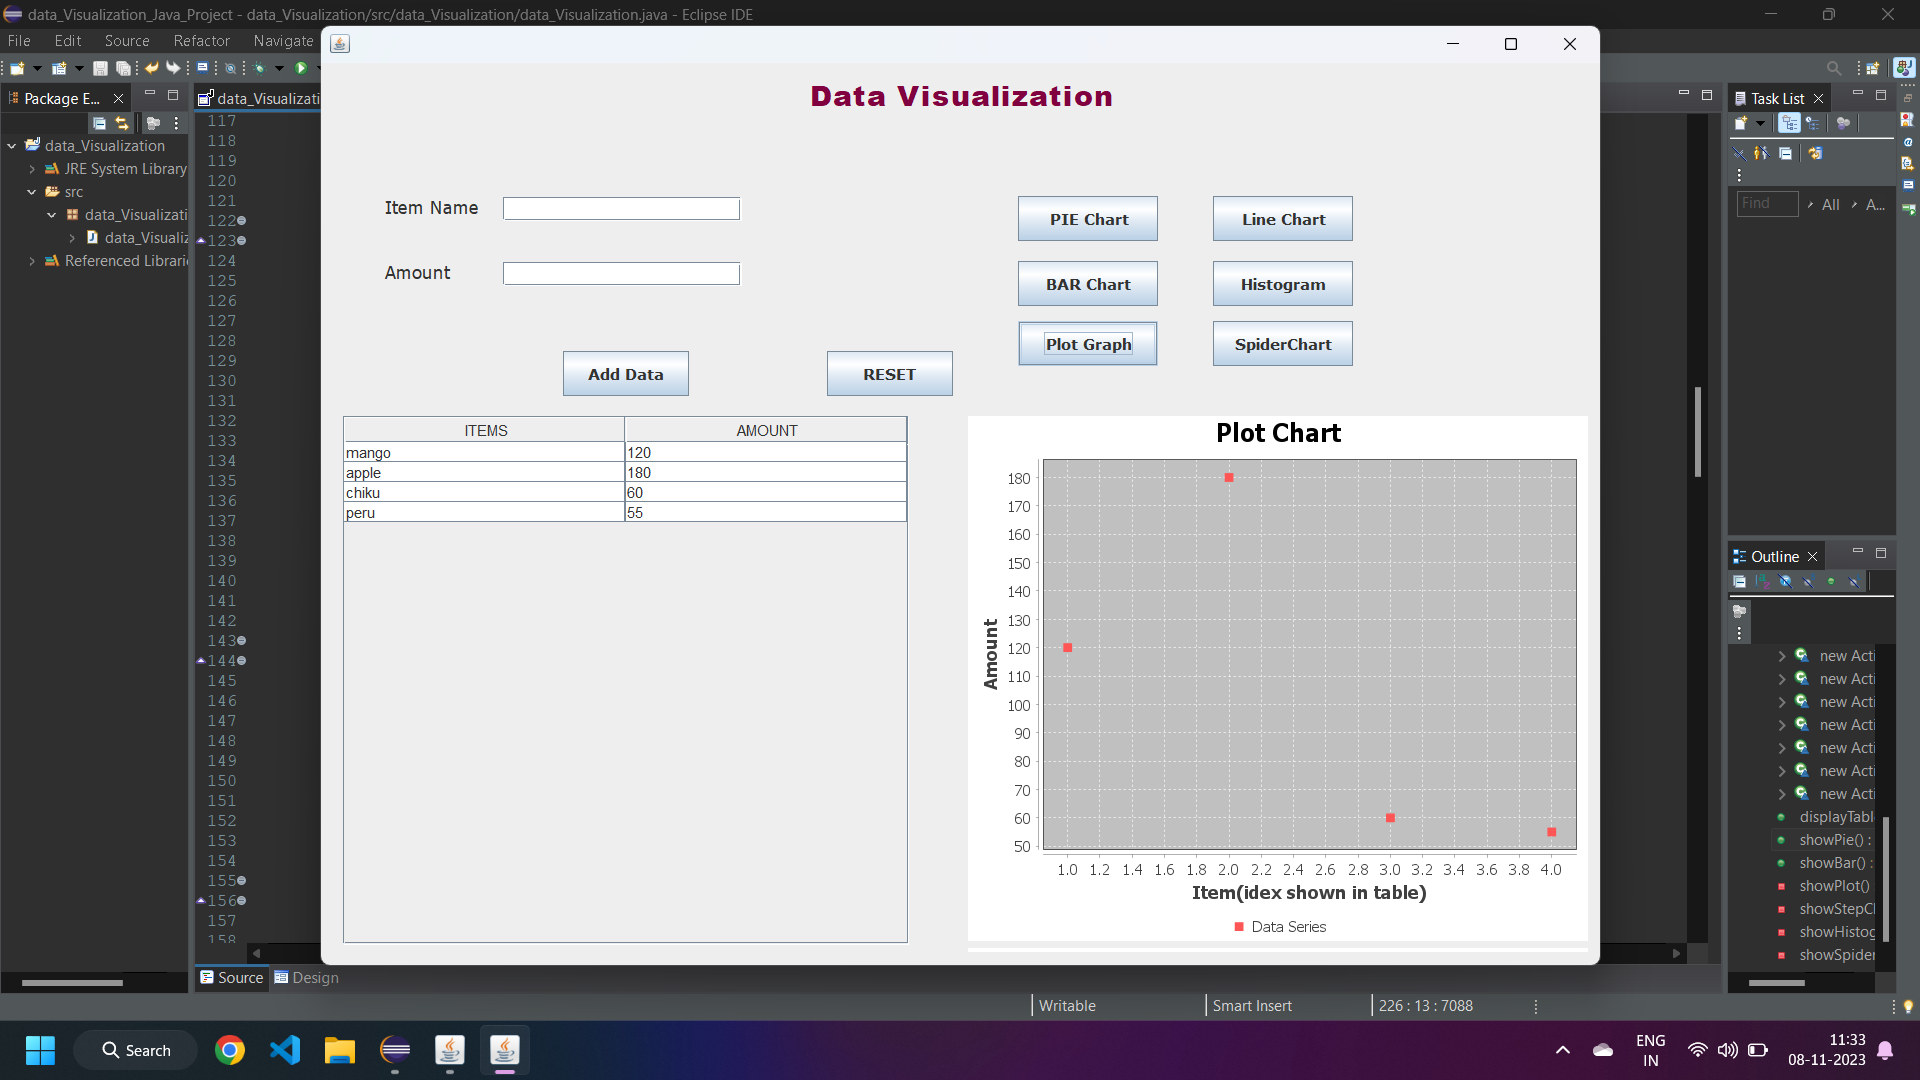 data_Visualization_Java_Project - data_Visualization/src/data_Visualization/data_Visualization.java - Eclipse IDE
File Edit Source Refactor Navigate
Package E...
data_Visualizati
Task List
Data Visualization
data_Visualization
JRE System Library
src
data_Visualizati
data_Visualiz
Referenced Librari
117
118
119
120
121
122
123
124
125
126
127
128
129
130
131
132
133
134
135
136
137
138
139
140
141
142
143
144
145
146
147
148
149
150
151
152
153
154
155
156
157
158
Item Name
Amount
Add Data
RESET
PIE Chart
Line Chart
BAR Chart
Histogram
Plot Graph
SpiderChart
ITEMS AMOUNT
mango 120
apple 180
chiku 60
peru 55
Plot Chart
180
170
160
150
140
130
120
110
100
90
80
70
60
50
Amount
1.0 1.2 1.4 1.6 1.8 2.0 2.2 2.4 2.6 2.8 3.0 3.2 3.4 3.6 3.8 4.0
Item(idex shown in table)
Data Series
Find
All
A...
Outline
new Acti
new Acti
new Acti
new Acti
new Acti
new Acti
new Acti
displayTabl
showPie() :
showBar() :
showPlot()
showStepCl
showHistog
showSpider
Source
Design
Writable
Smart Insert
226 : 13 : 7088
Search
ENG
IN
11:33
08-11-2023